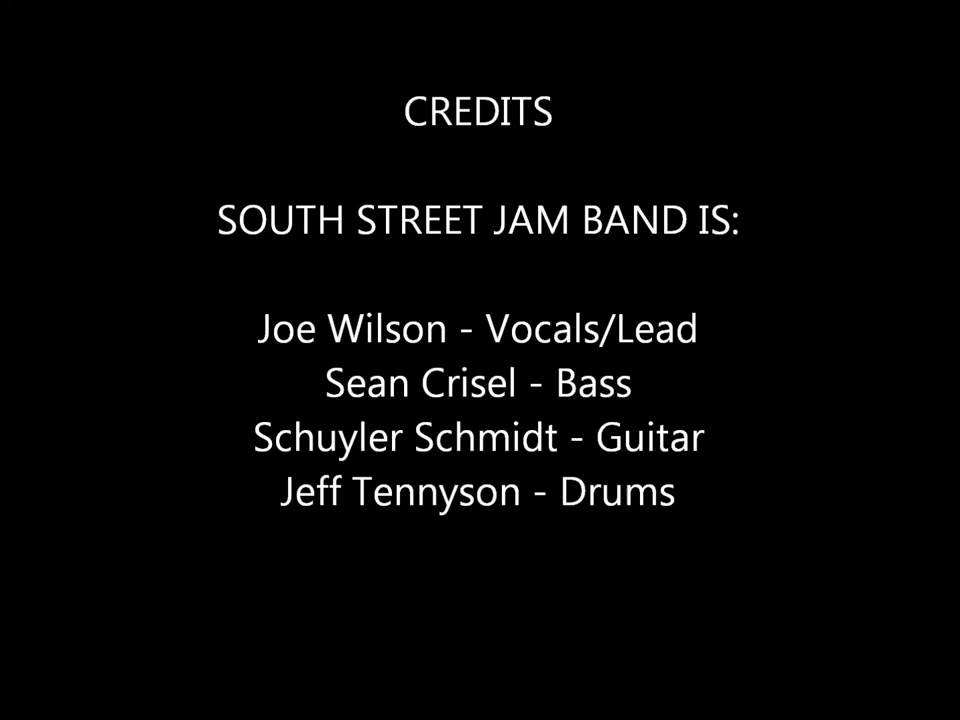 CREDITS
SOUTH STREET JAM BAND IS:
Joe Wilson - Vocals/Lead
Sean Crisel - Bass
Schuyler Schmidt - Guitar
Jeff Tennyson - Drums